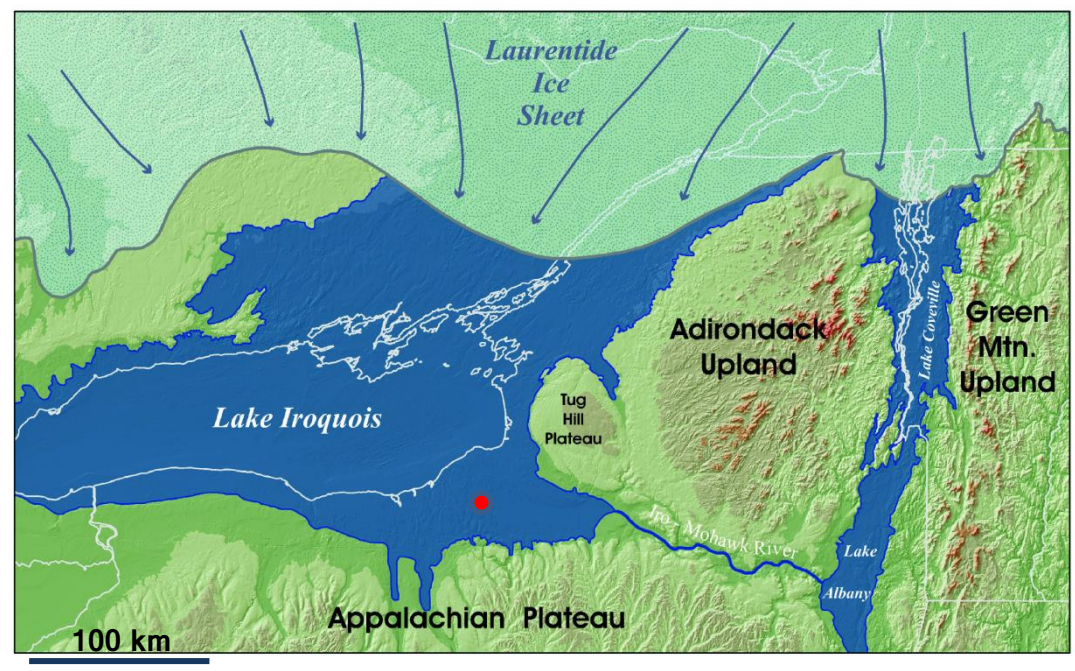 Laurentide
Ice
Sheet
Lake Iroquois
Tug
Hill
Plateau
Adirondack
Upland
Lake Coveville
Green
Mtn.
Upland
Iro - Mohawk River
Lake
Albany
Appalachian Plateau
100 km